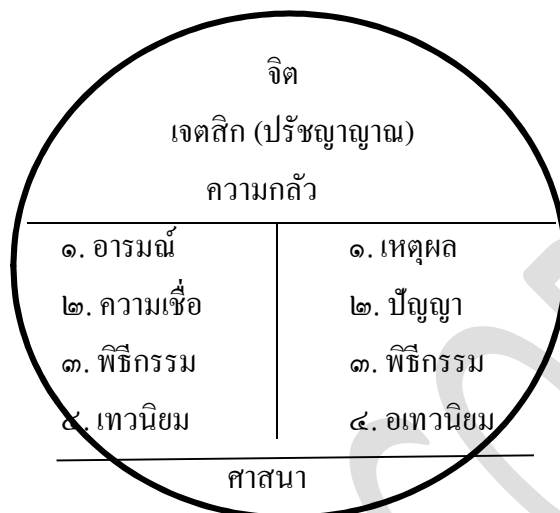 จิต
เจตสิก (ปรัชญาญาณ)
ความกลัว
๑. อารมณ์ ๑. เหตุผล
๒. ความเชื่อ ๒. ปัญญา
๓. พิธีกรรม ๓. พิธีกรรม
๔. เทวนิยม ๔. อเทวนิยม
ศาสนา